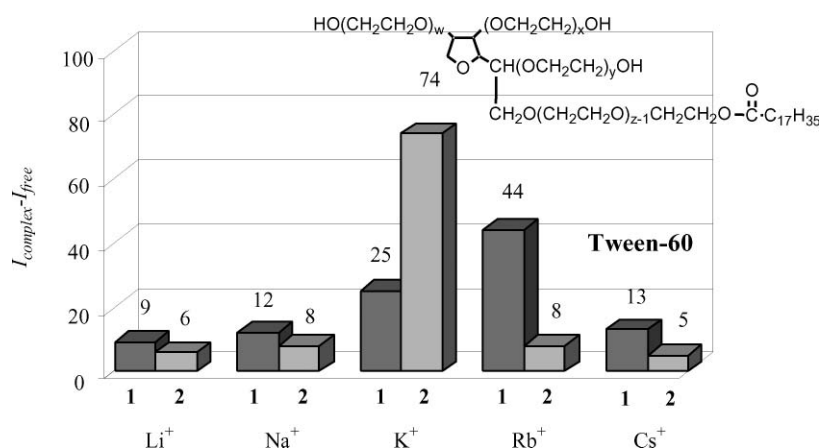 HO(CH₂CH₂O)w (OCH₂CH₂)xOH
O CH(OCH₂CH₂)yOH
O
CH₂O(CH₂CH₂O)z-1CH₂CH₂O C C₁₇H₃₅
Tween-60
Icomplex-Ifree
100
80
60
40
20
0
9 6 12 8 25 74 44 8 13 5
1 2 1 2 1 2 1 2 1 2
Li⁺ Na⁺ K⁺ Rb⁺ Cs⁺